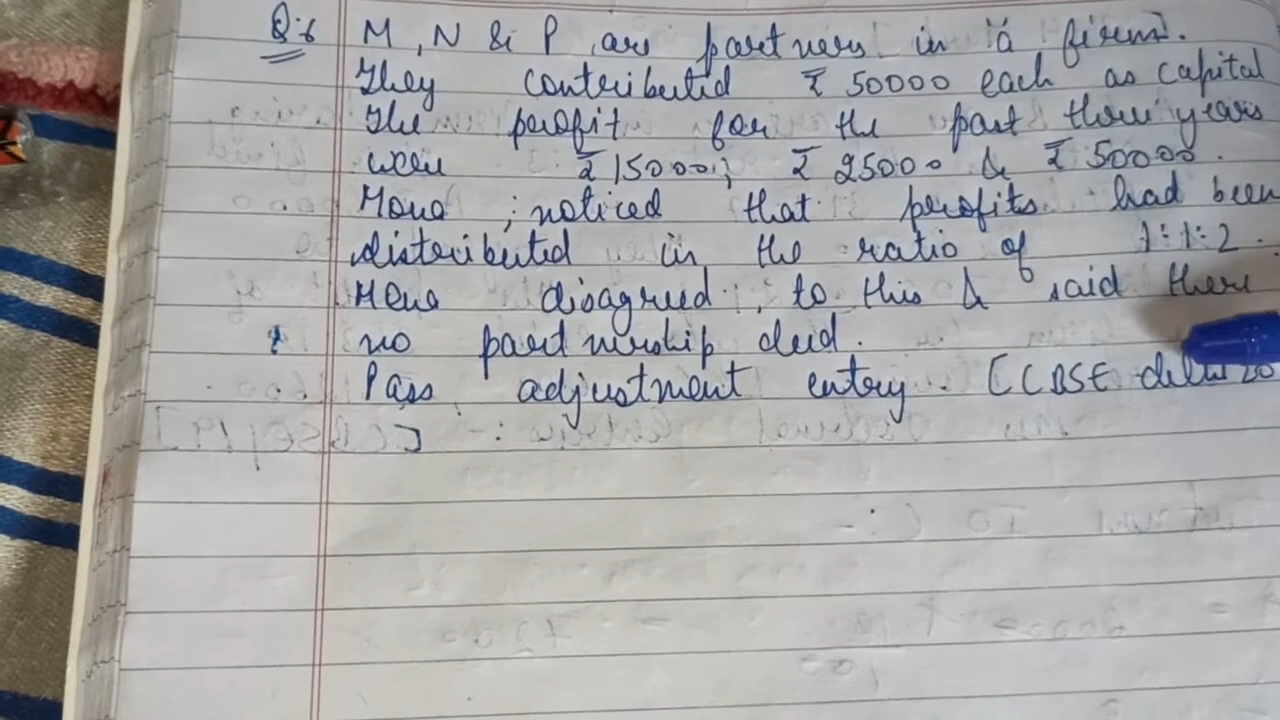 Q:6 M, N & P are partners in a firm.
They contributed ₹ 50000 each as capital
The profit for the past three years
were ₹ 15000; ₹ 25000 & ₹ 50000.
Mona ; noticed that profits had been
distributed in the ratio of 1:1:2.
Mona disagreed to this & said there
no partnership deed.
Pass adjustment entry. [CBSE
]